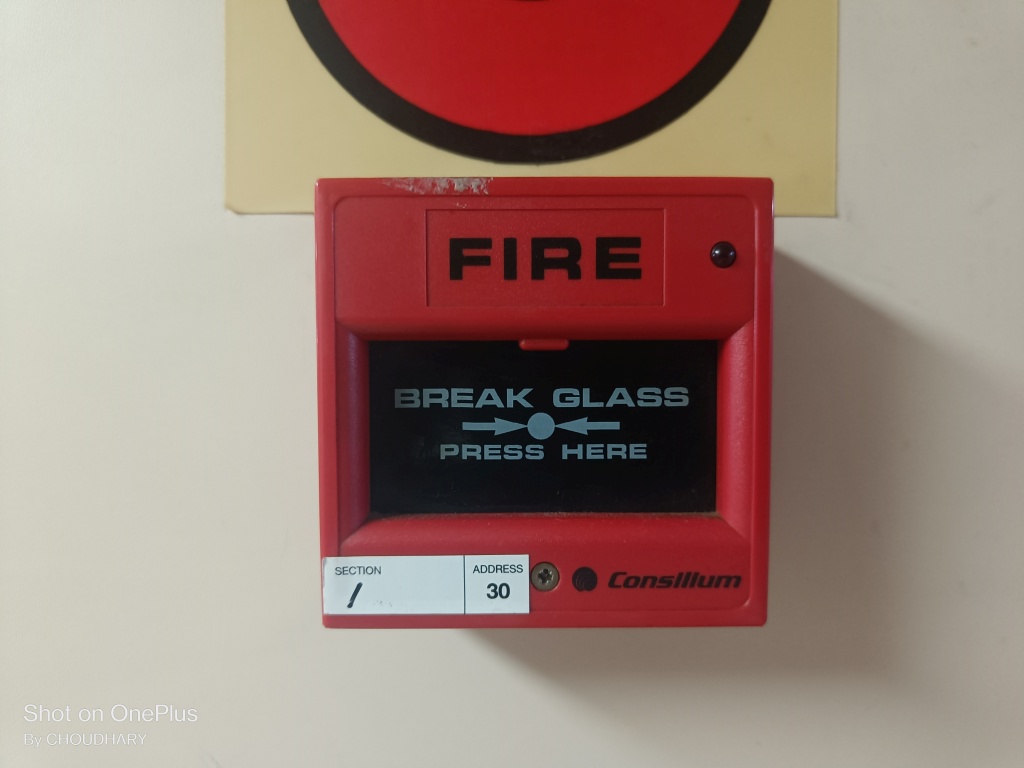 FIRE
BREAK GLASS
PRESS HERE
SECTION
/
ADDRESS
30
Consilium
Shot on OnePlus
By CHOUDHARY